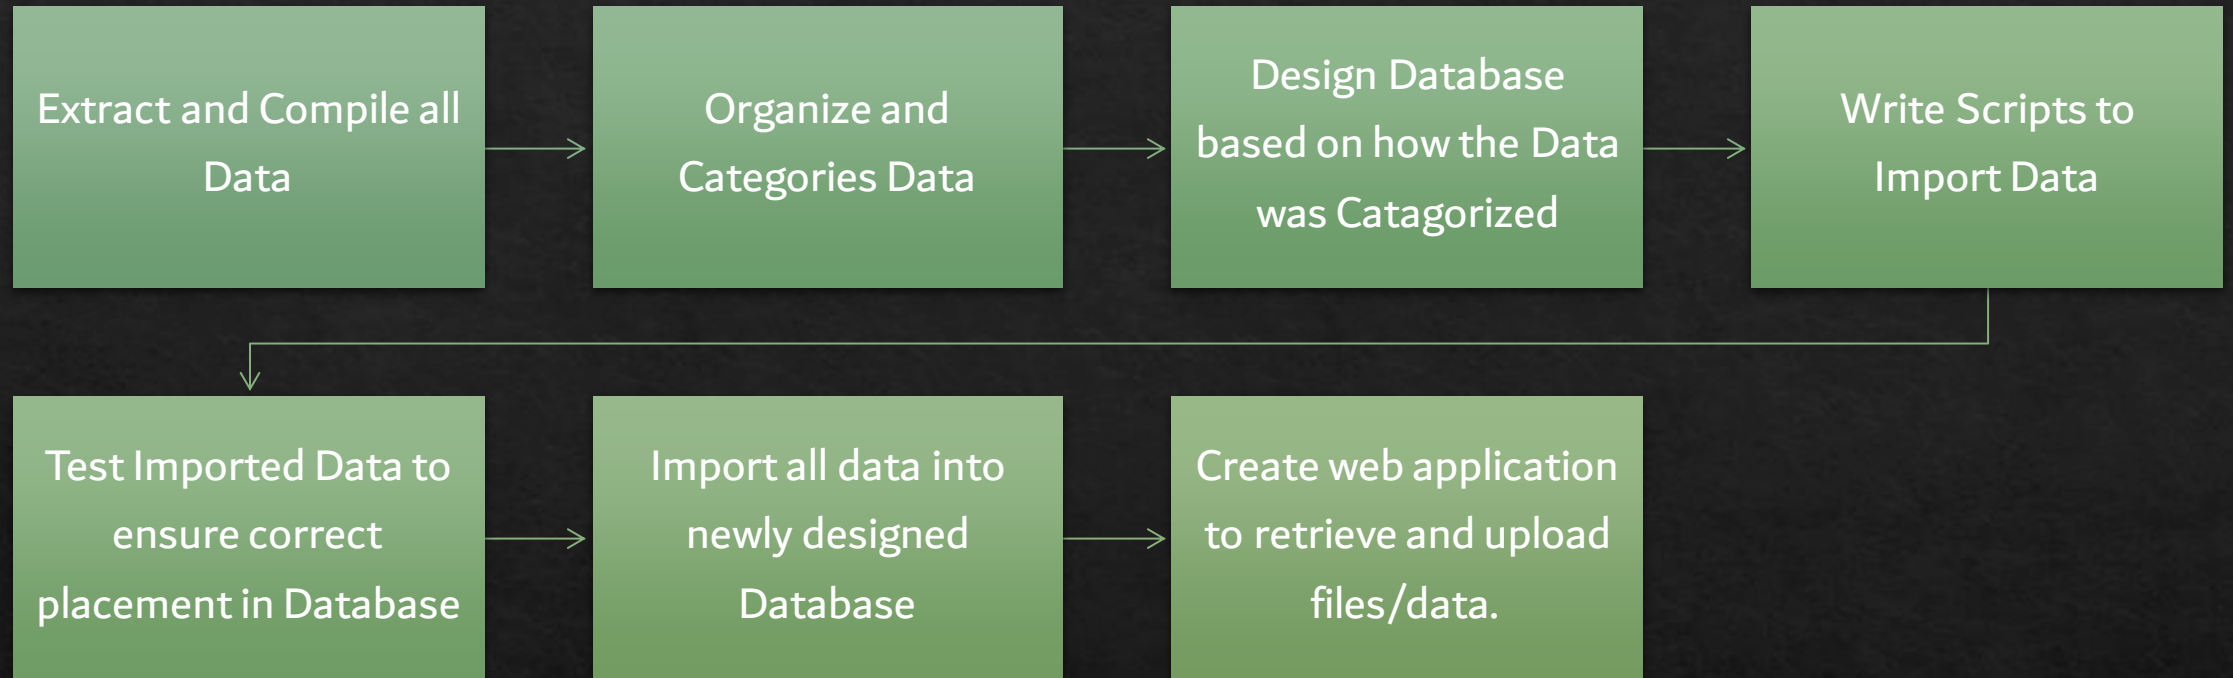 Extract and Compile all
Data
Organize and
Categories Data
Design Database
based on how the Data
was Catagorized
Write Scripts to
Import Data
Test Imported Data to
ensure correct
placement in Database
Import all data into
newly designed
Database
Create web application
to retrieve and upload
files/data.